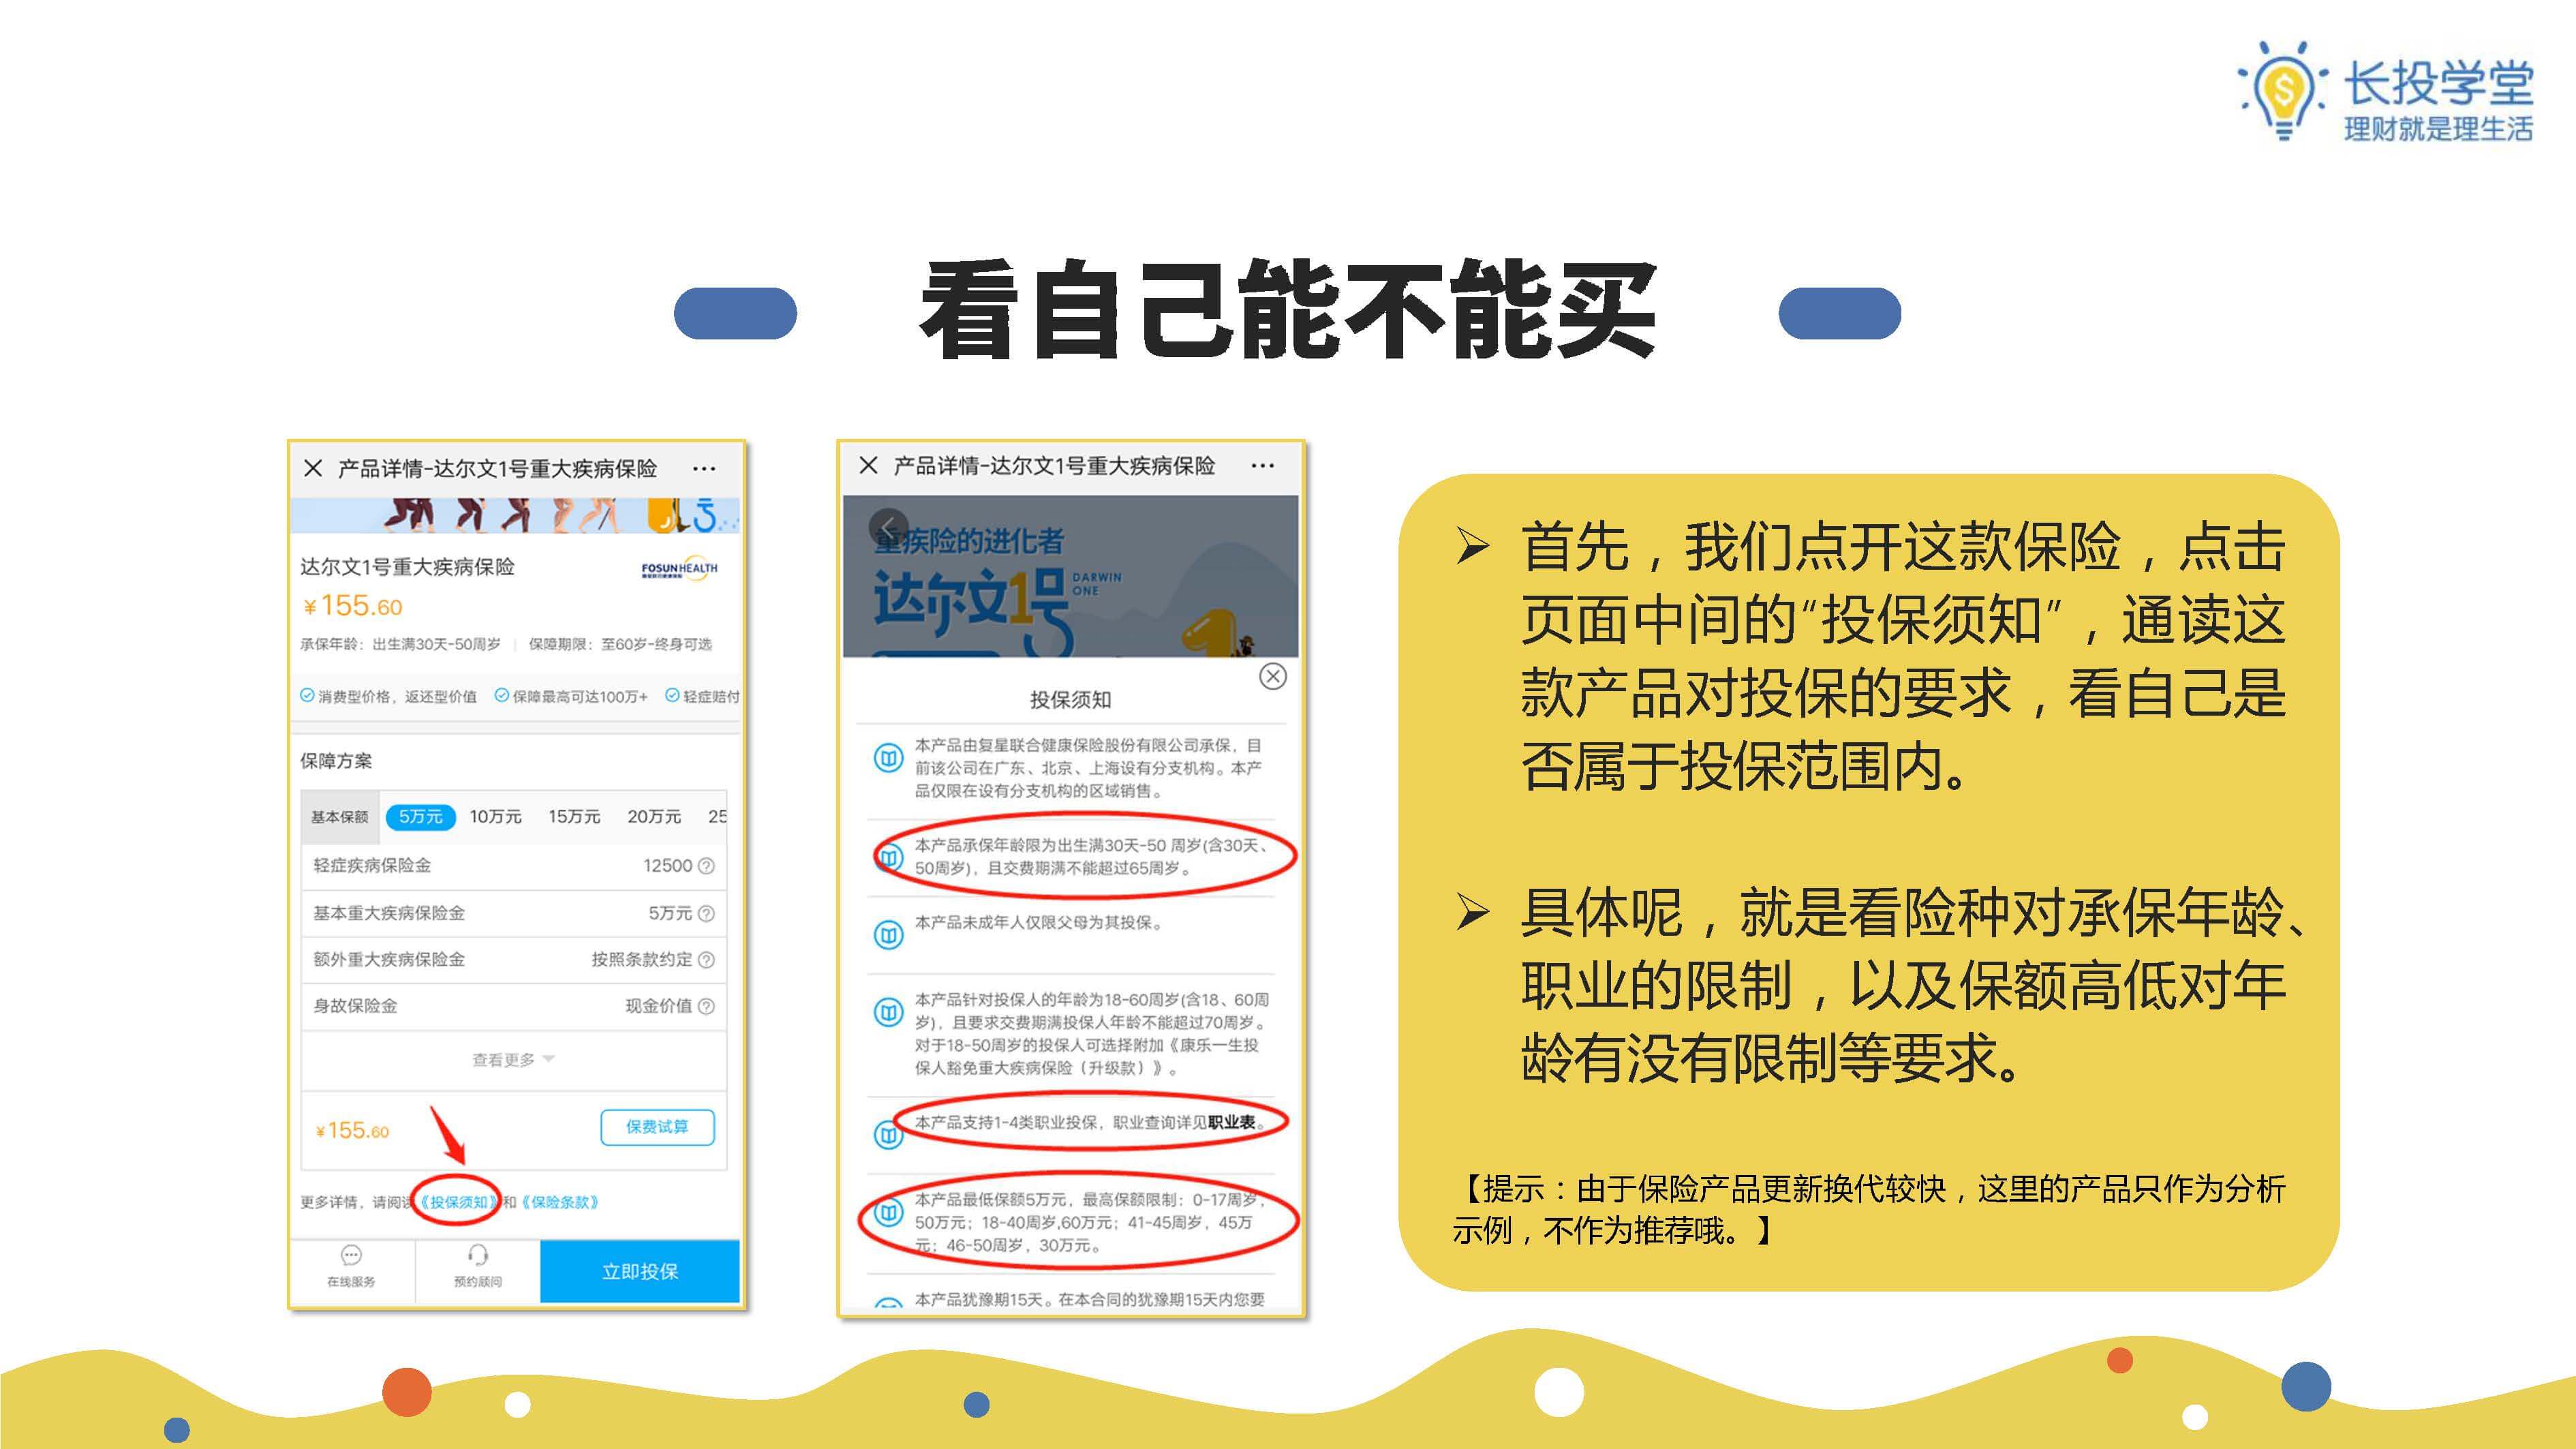 长投学堂
理财就是理生活
看自己能不能买
产品详情-达尔文1号重大疾病保险
达尔文1号重大疾病保险
FOSUN HEALTH
¥155.60
承保年龄：出生满30天-50周岁 | 保障期限：至60岁-终身可选
消费型价格，返还型价值 保障最高可达100万+ 轻症赔付
保障方案
基本保额 5万元 10万元 15万元 20万元 25
轻症疾病保险金 12500
基本重大疾病保险金 5万元
额外重大疾病保险金 按照条款约定
身故保险金 现金价值
查看更多
¥155.60 保费试算
更多详情，请阅读《投保须知》和《保险条款》
在线服务 预约顾问 立即投保
产品详情-达尔文1号重大疾病保险
重疾险的进化者
达尔文1号 DARWIN
ONE
投保须知
本产品由复星联合健康保险股份有限公司承保，目
前该公司在广东、北京、上海设有分支机构。本产
品仅限在设有分支机构的区域销售。
本产品承保年龄限为出生满30天-50 周岁(含30天、
50周岁)，且交费期满不能超过65周岁。
本产品未成年人仅限父母为其投保。
本产品针对投保人的年龄为18-60周岁(含18、60周
岁)，且要求交费期满投保人年龄不能超过70周岁。
对于18-50周岁的投保人可选择附加《康乐一生投
保人豁免重大疾病保险（升级款）》。
本产品支持1-4类职业投保，职业查询详见职业表。
本产品最低保额5万元，最高保额限制：0-17周岁，
50万元；18-40周岁,60万元；41-45周岁，45万
元；46-50周岁，30万元。
本产品犹豫期15天。在本合同的犹豫期15天内您要
➢ 首先，我们点开这款保险，点击
页面中间的“投保须知”，通读这
款产品对投保的要求，看自己是
否属于投保范围内。
➢ 具体呢，就是看险种对承保年龄、
职业的限制，以及保额高低对年
龄有没有限制等要求。
【提示：由于保险产品更新换代较快，这里的产品只作为分析
示例，不作为推荐哦。】